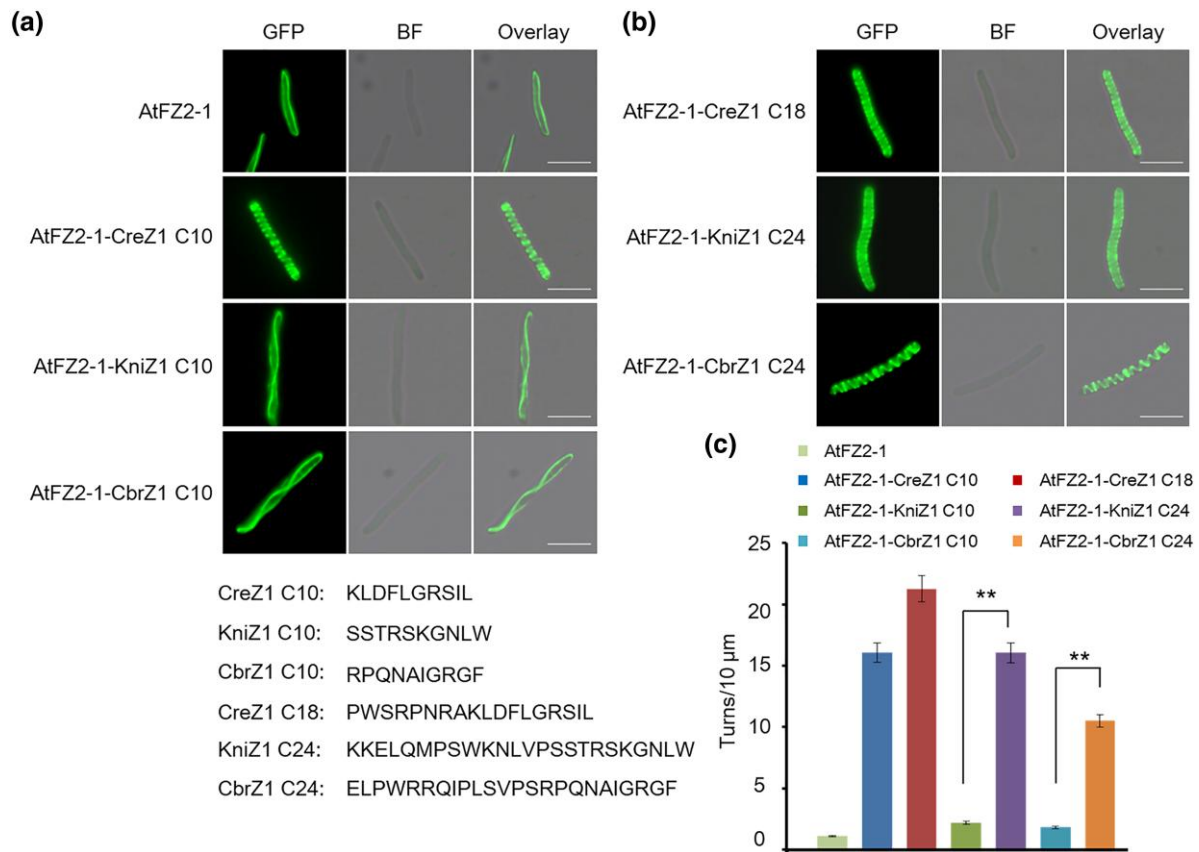 (a)
GFP BF Overlay
AtFZ2-1
AtFZ2-1-CreZ1 C10
AtFZ2-1-KniZ1 C10
AtFZ2-1-CbrZ1 C10
CreZ1 C10: KLDFLGRSIL
KniZ1 C10: SSTRSKGNLW
CbrZ1 C10: RPQNAIGRGF
CreZ1 C18: PWSRPNRAKLDFLGRSIL
KniZ1 C24: KKELQMPSWKNLVPSSTRSKGNLW
CbrZ1 C24: ELPWRRQIPLSVPSRPQNAIGRGF
(b)
GFP BF Overlay
AtFZ2-1-CreZ1 C18
AtFZ2-1-KniZ1 C24
AtFZ2-1-CbrZ1 C24
(c)
AtFZ2-1
AtFZ2-1-CreZ1 C10 AtFZ2-1-CreZ1 C18
AtFZ2-1-KniZ1 C10 AtFZ2-1-KniZ1 C24
AtFZ2-1-CbrZ1 C10 AtFZ2-1-CbrZ1 C24
Turns/10 μm
25
20
15
10
5
0
**
**